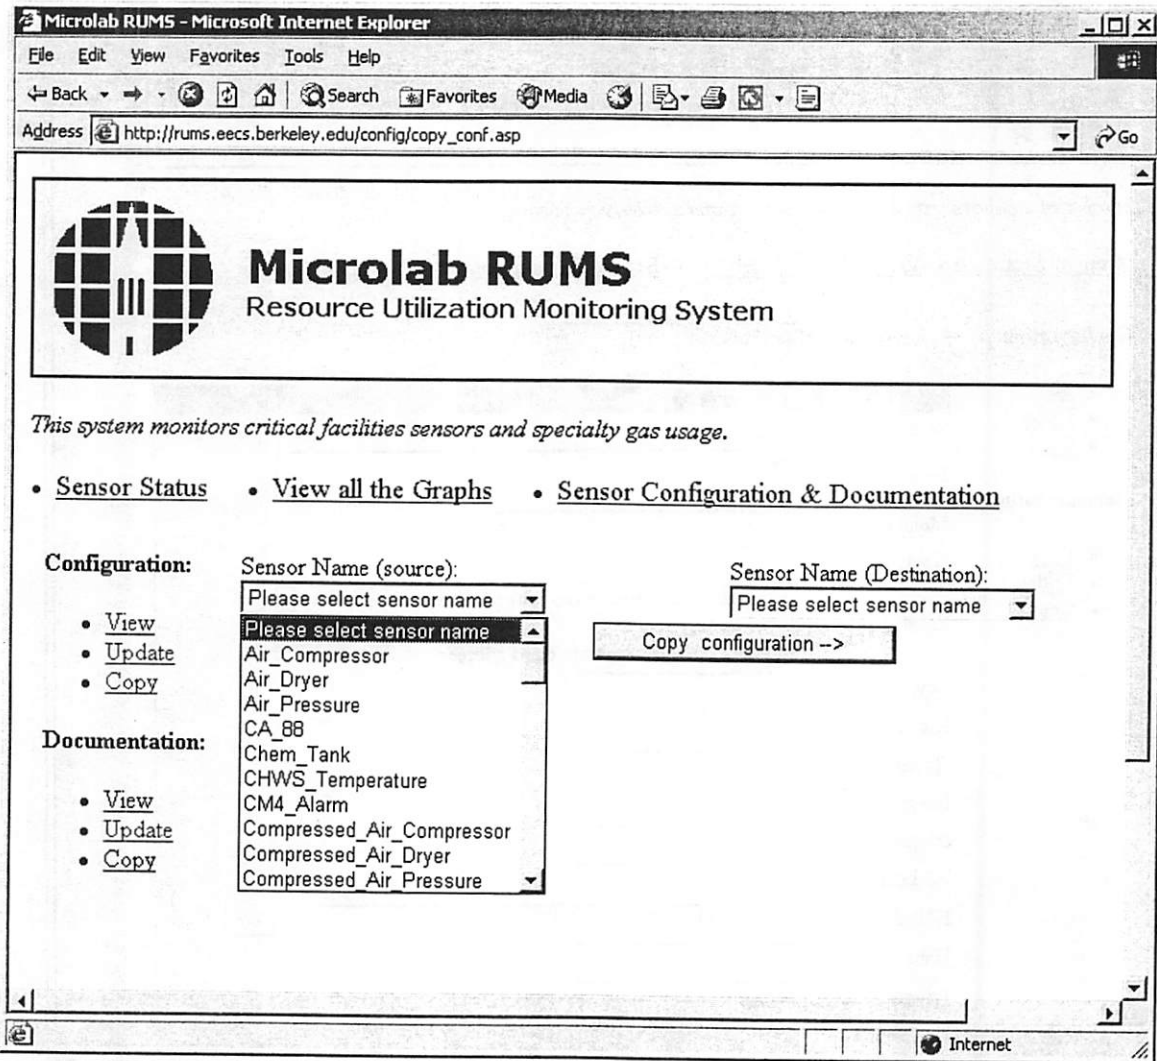 Microlab RUMS - Microsoft Internet Explorer
File Edit View Favorites Tools Help
Back Search Favorites Media
Address http://rums.eecs.berkeley.edu/config/copy_conf.asp Go
Microlab RUMS
Resource Utilization Monitoring System
This system monitors critical facilities sensors and specialty gas usage.
• Sensor Status • View all the Graphs • Sensor Configuration & Documentation
Configuration:
• View
• Update
• Copy
Documentation:
• View
• Update
• Copy
Sensor Name (source):
Please select sensor name
Please select sensor name
Air_Compressor
Air_Dryer
Air_Pressure
CA_88
Chem_Tank
CHWS_Temperature
CM4_Alarm
Compressed_Air_Compressor
Compressed_Air_Dryer
Compressed_Air_Pressure
Sensor Name (Destination):
Please select sensor name
Copy configuration -->
Internet